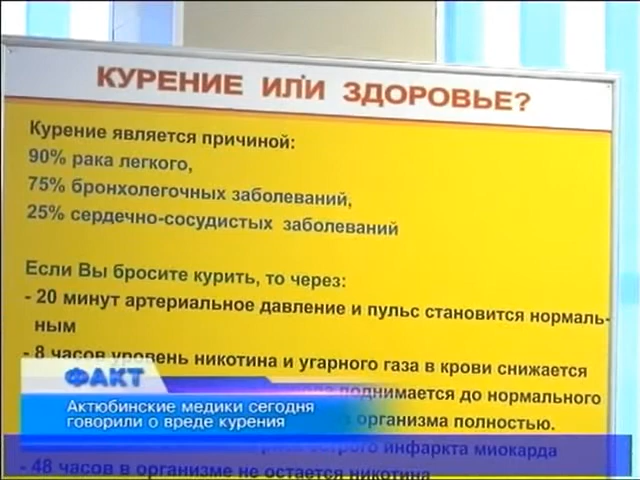 КУРЕНИЕ ИЛИ ЗДОРОВЬЕ?
Курение является причиной:
90% рака легкого,
75% бронхолегочных заболеваний,
25% сердечно-сосудистых заболеваний
Если Вы бросите курить, то через:
- 20 минут артериальное давление и пульс становится нормаль-
ным
- 8 часов уровень никотина и угарного газа в крови снижается
поднимается до нормального
организма полностью.
острого инфаркта миокарда
- 48 часов в организме не остается никотина
ФАКТ
Актюбинские медики сегодня
говорили о вреде курения